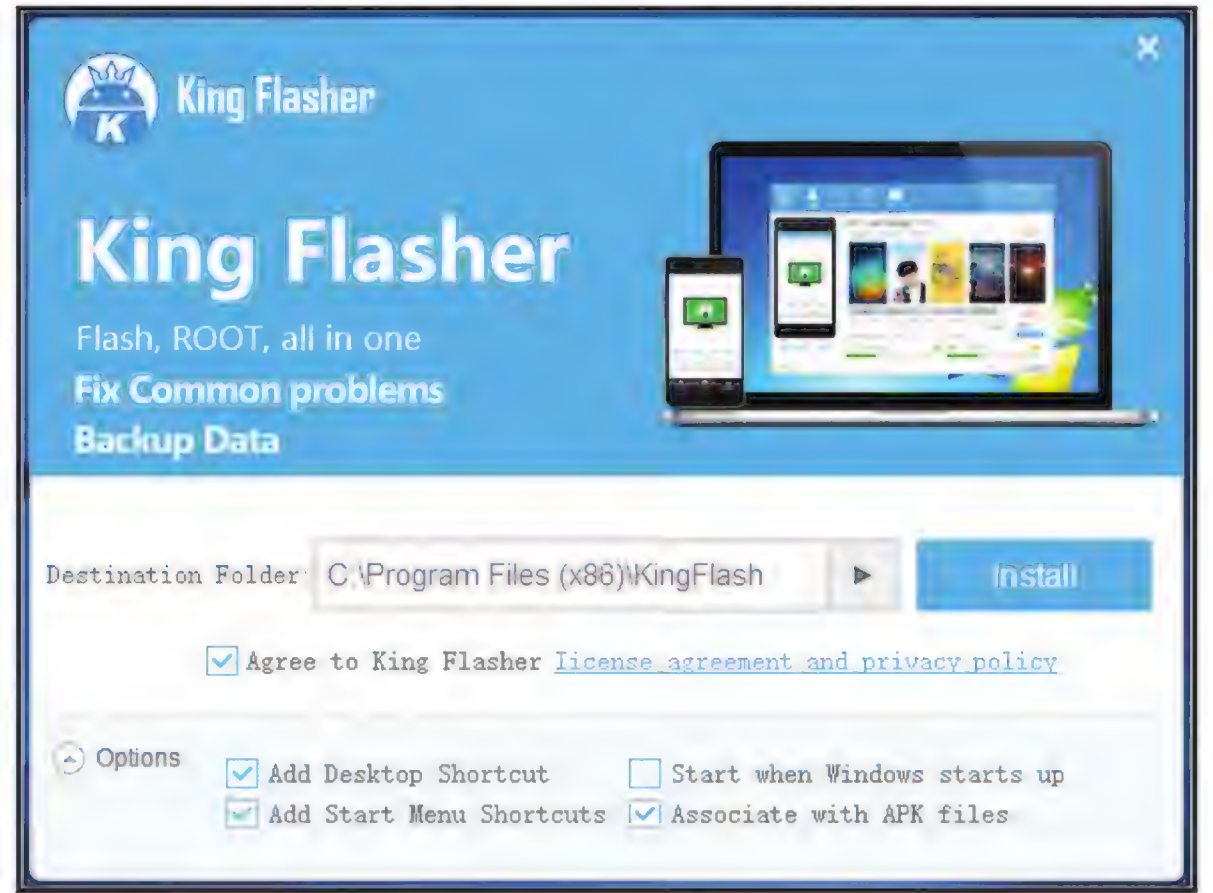 King Flasher
King Flasher
Flash, ROOT, all in one
Fix Common problems
Backup Data
Destination Folder: C:\Program Files (x86)\KingFlash Install
Agree to King Flasher license agreement and privacy policy
Options
Add Desktop Shortcut Start when Windows starts up
Add Start Menu Shortcuts Associate with APK files